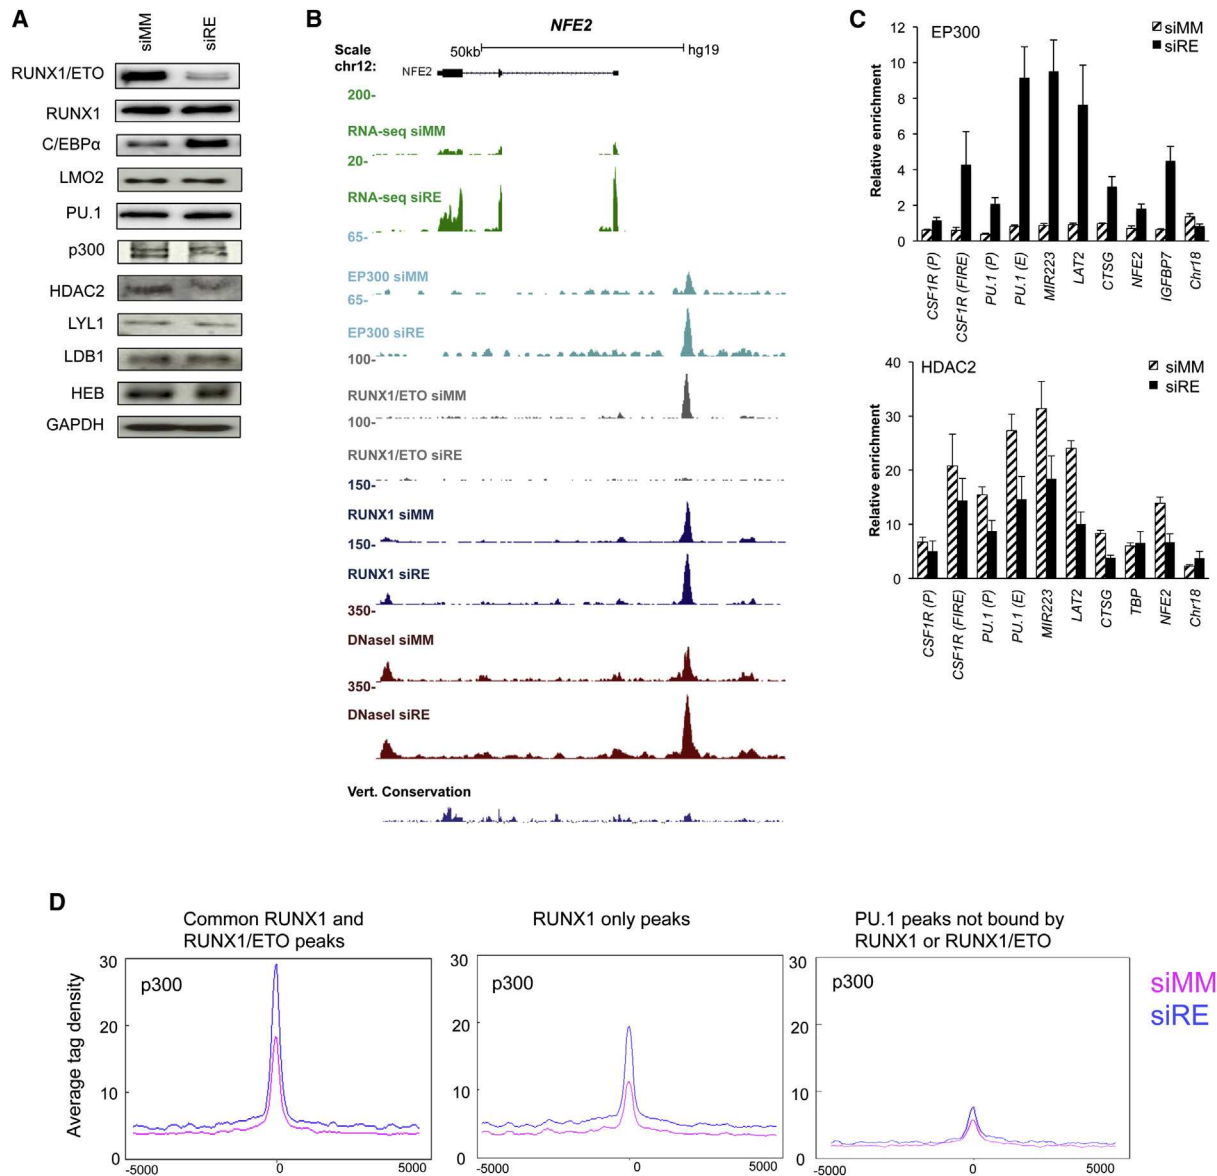 A
siMM
siRE
RUNX1/ETO
RUNX1
C/EBPα
LMO2
PU.1
p300
HDAC2
LYL1
LDB1
HEB
GAPDH
B
NFE2
Scale
chr12:
50kb
hg19
NFE2
200-
RNA-seq siMM
20-
RNA-seq siRE
65-
EP300 siMM
65-
EP300 siRE
100-
RUNX1/ETO siMM
100-
RUNX1/ETO siRE
150-
RUNX1 siMM
150-
RUNX1 siRE
350-
DNaseI siMM
350-
DNaseI siRE
Vert. Conservation
C
EP300
siMM
siRE
Relative enrichment
12
10
8
6
4
2
0
CSF1R (P)
CSF1R (FIRE)
PU.1 (P)
PU.1 (E)
MIR223
LAT2
CTSG
NFE2
IGFBP7
Chr18
HDAC2
siMM
siRE
Relative enrichment
40
30
20
10
0
CSF1R (P)
CSF1R (FIRE)
PU.1 (P)
PU.1 (E)
MIR223
LAT2
CTSG
TBP
NFE2
Chr18
D
Common RUNX1 and
RUNX1/ETO peaks
p300
Average tag density
30
20
10
0
-5000 0 5000
RUNX1 only peaks
p300
30
20
10
0
-5000 0 5000
PU.1 peaks not bound by
RUNX1 or RUNX1/ETO
p300
30
20
10
0
-5000 0 5000
siMM
siRE